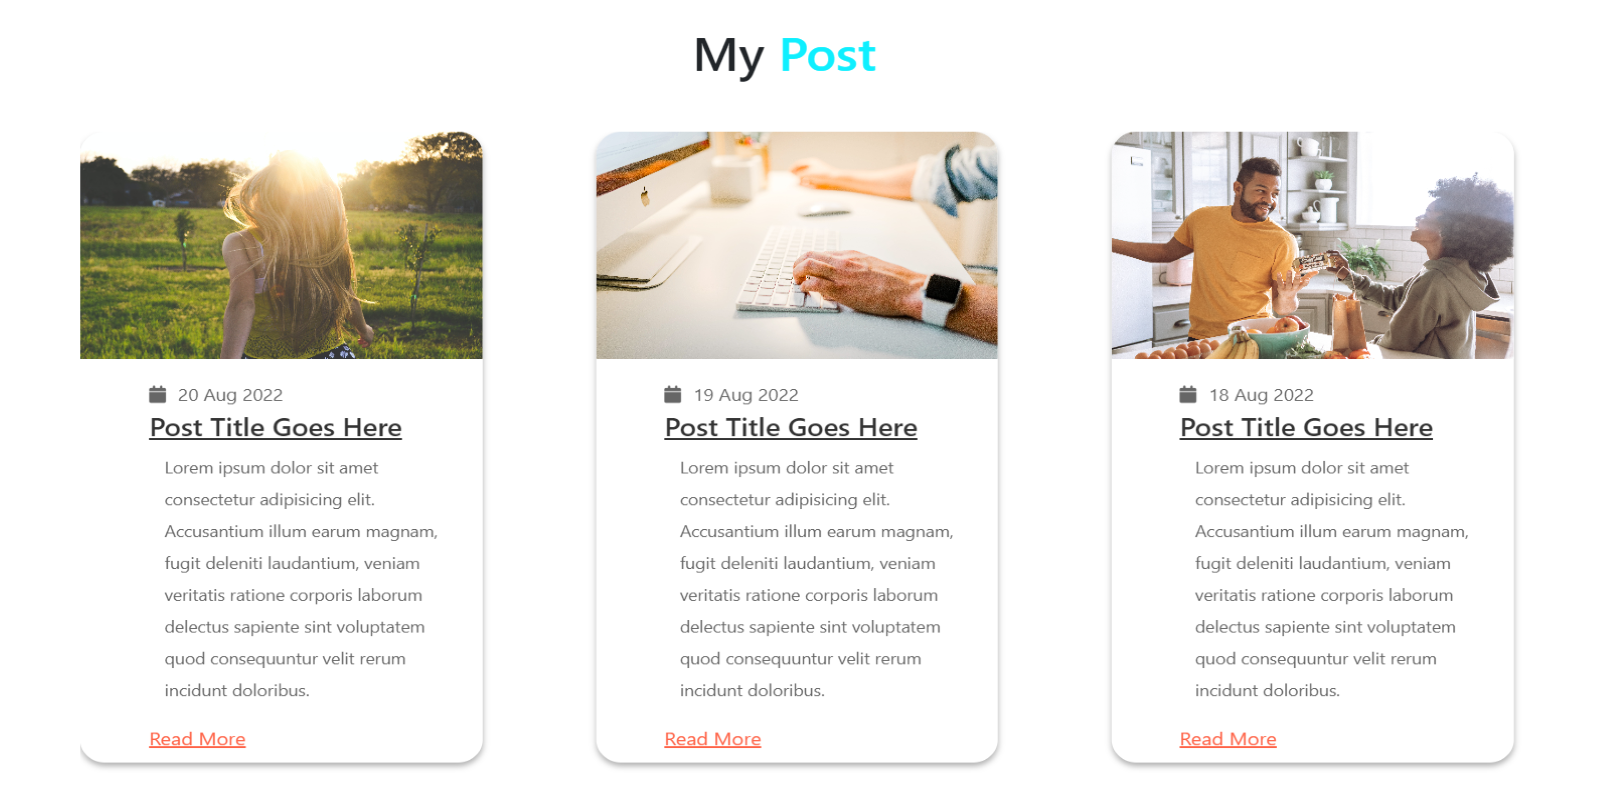 My Post
20 Aug 2022
Post Title Goes Here
Lorem ipsum dolor sit amet
consectetur adipisicing elit.
Accusantium illum earum magnam,
fugit deleniti laudantium, veniam
veritatis ratione corporis laborum
delectus sapiente sint voluptatem
quod consequuntur velit rerum
incidunt doloribus.
Read More
19 Aug 2022
Post Title Goes Here
Lorem ipsum dolor sit amet
consectetur adipisicing elit.
Accusantium illum earum magnam,
fugit deleniti laudantium, veniam
veritatis ratione corporis laborum
delectus sapiente sint voluptatem
quod consequuntur velit rerum
incidunt doloribus.
Read More
18 Aug 2022
Post Title Goes Here
Lorem ipsum dolor sit amet
consectetur adipisicing elit.
Accusantium illum earum magnam,
fugit deleniti laudantium, veniam
veritatis ratione corporis laborum
delectus sapiente sint voluptatem
quod consequuntur velit rerum
incidunt doloribus.
Read More